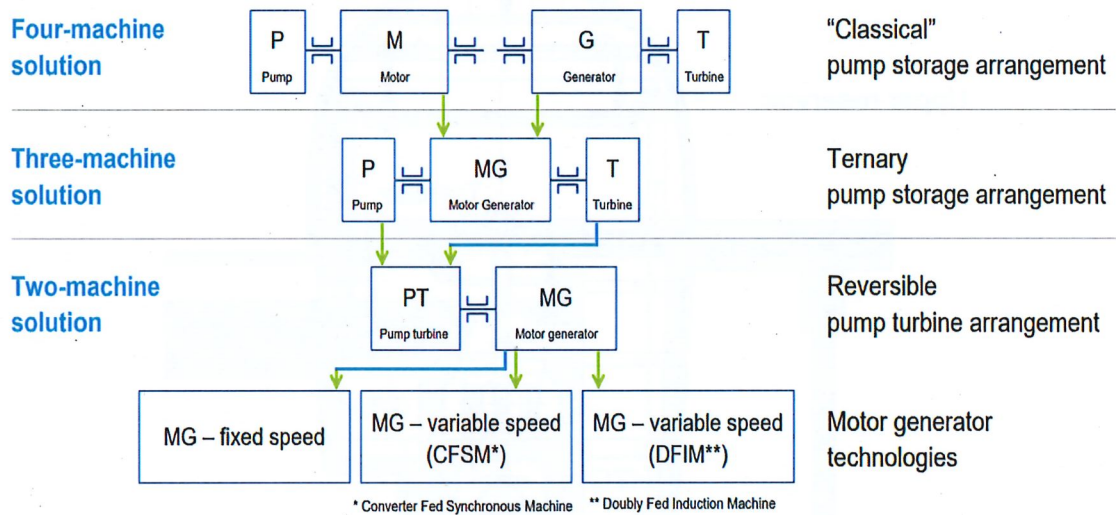 Four-machine
solution
P
Pump
M
Motor
G
Generator
T
Turbine
“Classical"
pump storage arrangement
Three-machine
solution
P
Pump
MG
Motor Generator
T
Turbine
Ternary
pump storage arrangement
Two-machine
solution
PT
Pump turbine
MG
Motor generator
Reversible
pump turbine arrangement
MG – fixed speed
MG – variable speed
(CFSM*)
MG – variable speed
(DFIM**)
Motor generator
technologies
* Converter Fed Synchronous Machine
** Doubly Fed Induction Machine